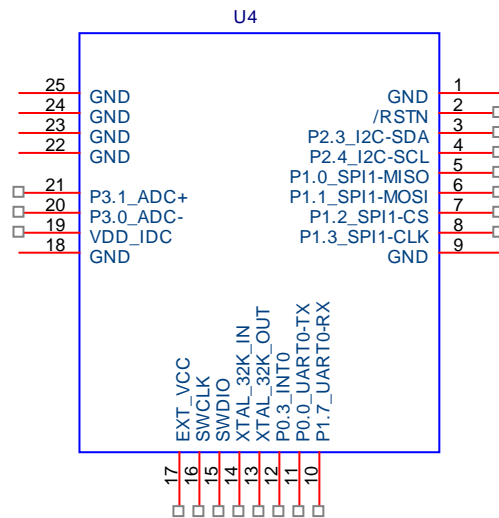 U4
25 GND
24 GND
23 GND
22 GND
21 P3.1_ADC+
20 P3.0_ADC-
19 VDD_IDC
18 GND
GND 1
/RSTN 2
P2.3_I2C-SDA 3
P2.4_I2C-SCL 4
P1.0_SPI1-MISO 5
P1.1_SPI1-MOSI 6
P1.2_SPI1-CS 7
P1.3_SPI1-CLK 8
GND 9
17 EXT_VCC
16 SWCLK
15 SWDIO
14 XTAL_32K_IN
13 XTAL_32K_OUT
12 P0.3_INT0
11 P0.0_UART0-TX
10 P1.7_UART0-RX